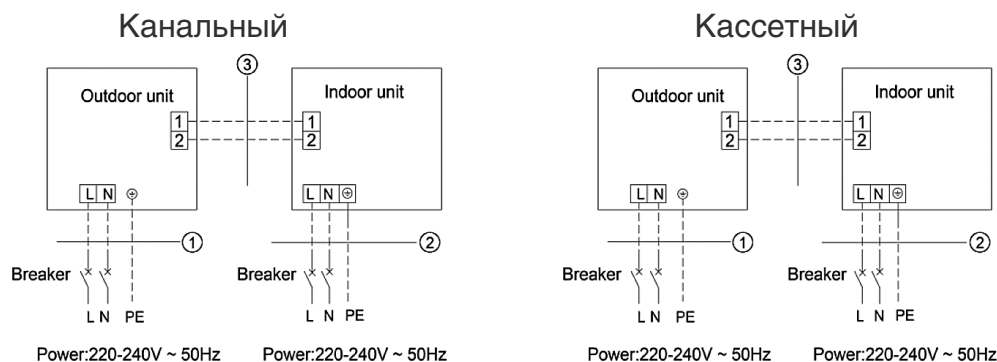 Канальный
③
Outdoor unit
Indoor unit
1
2
1
2
L N
L N
①
②
Breaker
Breaker
L N PE
L N PE
Power:220-240V ~ 50Hz
Power:220-240V ~ 50Hz
Кассетный
③
Outdoor unit
Indoor unit
1
2
1
2
L N
L N
①
②
Breaker
Breaker
L N PE
L N PE
Power:220-240V ~ 50Hz
Power:220-240V ~ 50Hz